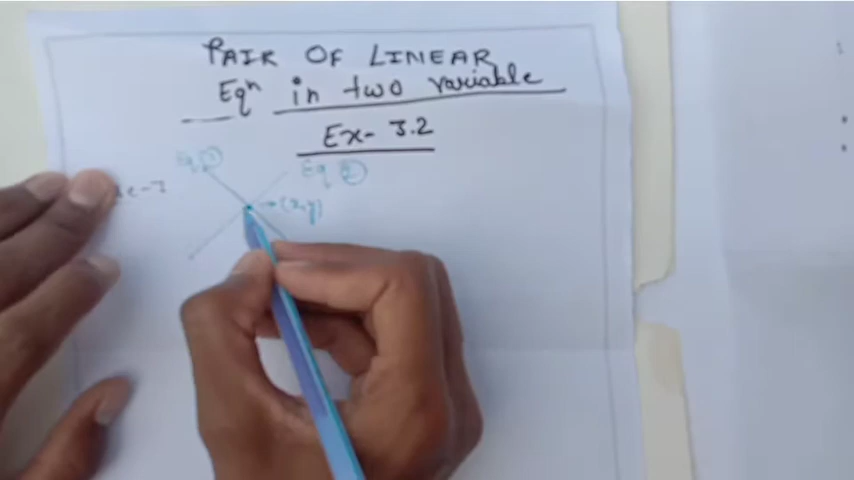 PAIR OF LINEAR
Eqn in two variable
Ex- 3.2
Eq ①
Eq ②
→ (x, y)